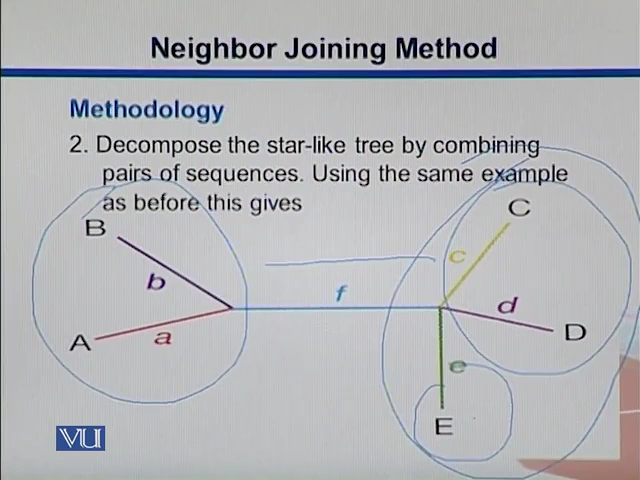 Neighbor Joining Method
Methodology
2. Decompose the star-like tree by combining
pairs of sequences. Using the same example
as before this gives
B
C
c
b
f
d
D
A
a
e
E
VU